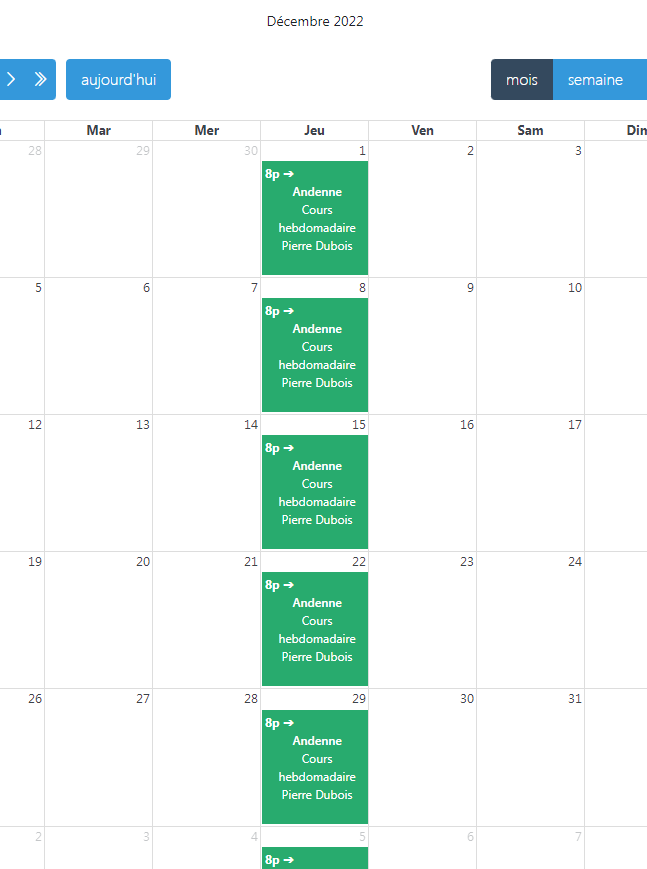 Décembre 2022
aujourd'hui
mois semaine
Mar Mer Jeu Ven Sam
28 29 30 1 2 3
8p ➔
Andenne
Cours
hebdomadaire
Pierre Dubois
5 6 7 8 9 10
8p ➔
Andenne
Cours
hebdomadaire
Pierre Dubois
12 13 14 15 16 17
8p ➔
Andenne
Cours
hebdomadaire
Pierre Dubois
19 20 21 22 23 24
8p ➔
Andenne
Cours
hebdomadaire
Pierre Dubois
26 27 28 29 30 31
8p ➔
Andenne
Cours
hebdomadaire
Pierre Dubois
2 3 4 5 6 7
8p ➔